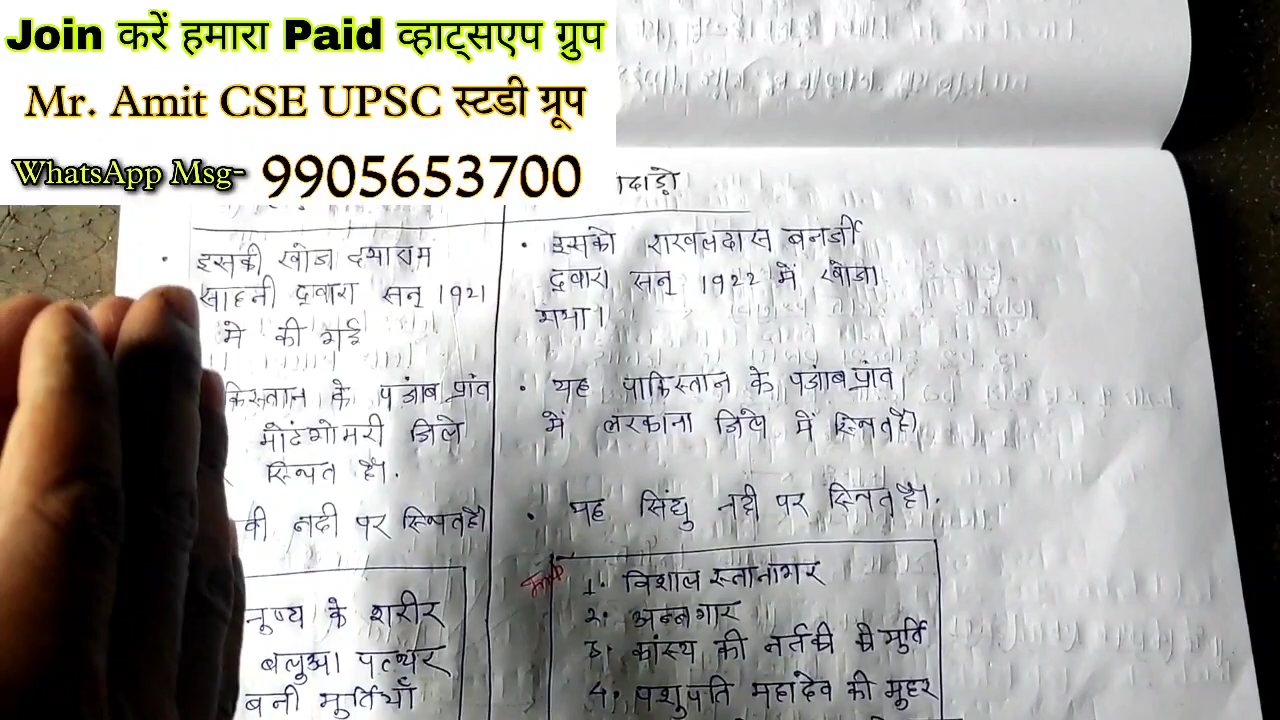 Join करें हमारा Paid व्हाट्सएप ग्रुप
Mr. Amit CSE UPSC स्टडी ग्रूप
WhatsApp Msg- 9905653700
इसकी खोज दयाराम
साहनी द्वारा सन् 1921
मे की गई
किस्तान के पंजाब प्रांत
मोंटगोमरी जिले
स्थित है।
वी नदी पर स्थित है।
नुष्य के शरीर
बलुआ पत्थर
बनी मुर्तियाँ
दाड़ो
• इसको राखलदास बनर्जी
द्वारा सन् 1922 में खोजा
गया।
• यह पाकिस्तान के पंजाब प्रांत
में लरकाना जिले में स्थित है।
• यह सिंधु नदी पर स्थित है।
1. विशाल स्नानागर
2. अन्नगार
3. कांस्य की नर्तकी की मुर्ति
4. पशुपति महादेव की मुहर